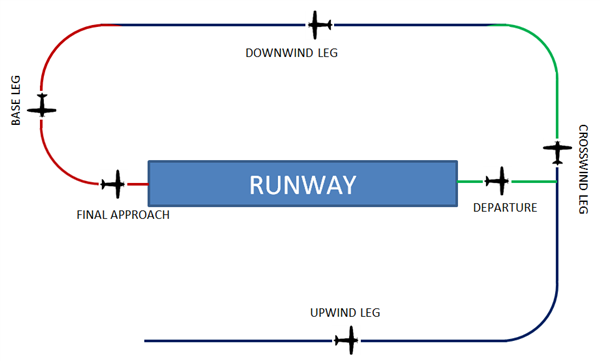 DOWNWIND LEG
BASE LEG
CROSSWIND LEG
RUNWAY
FINAL APPROACH
DEPARTURE
UPWIND LEG